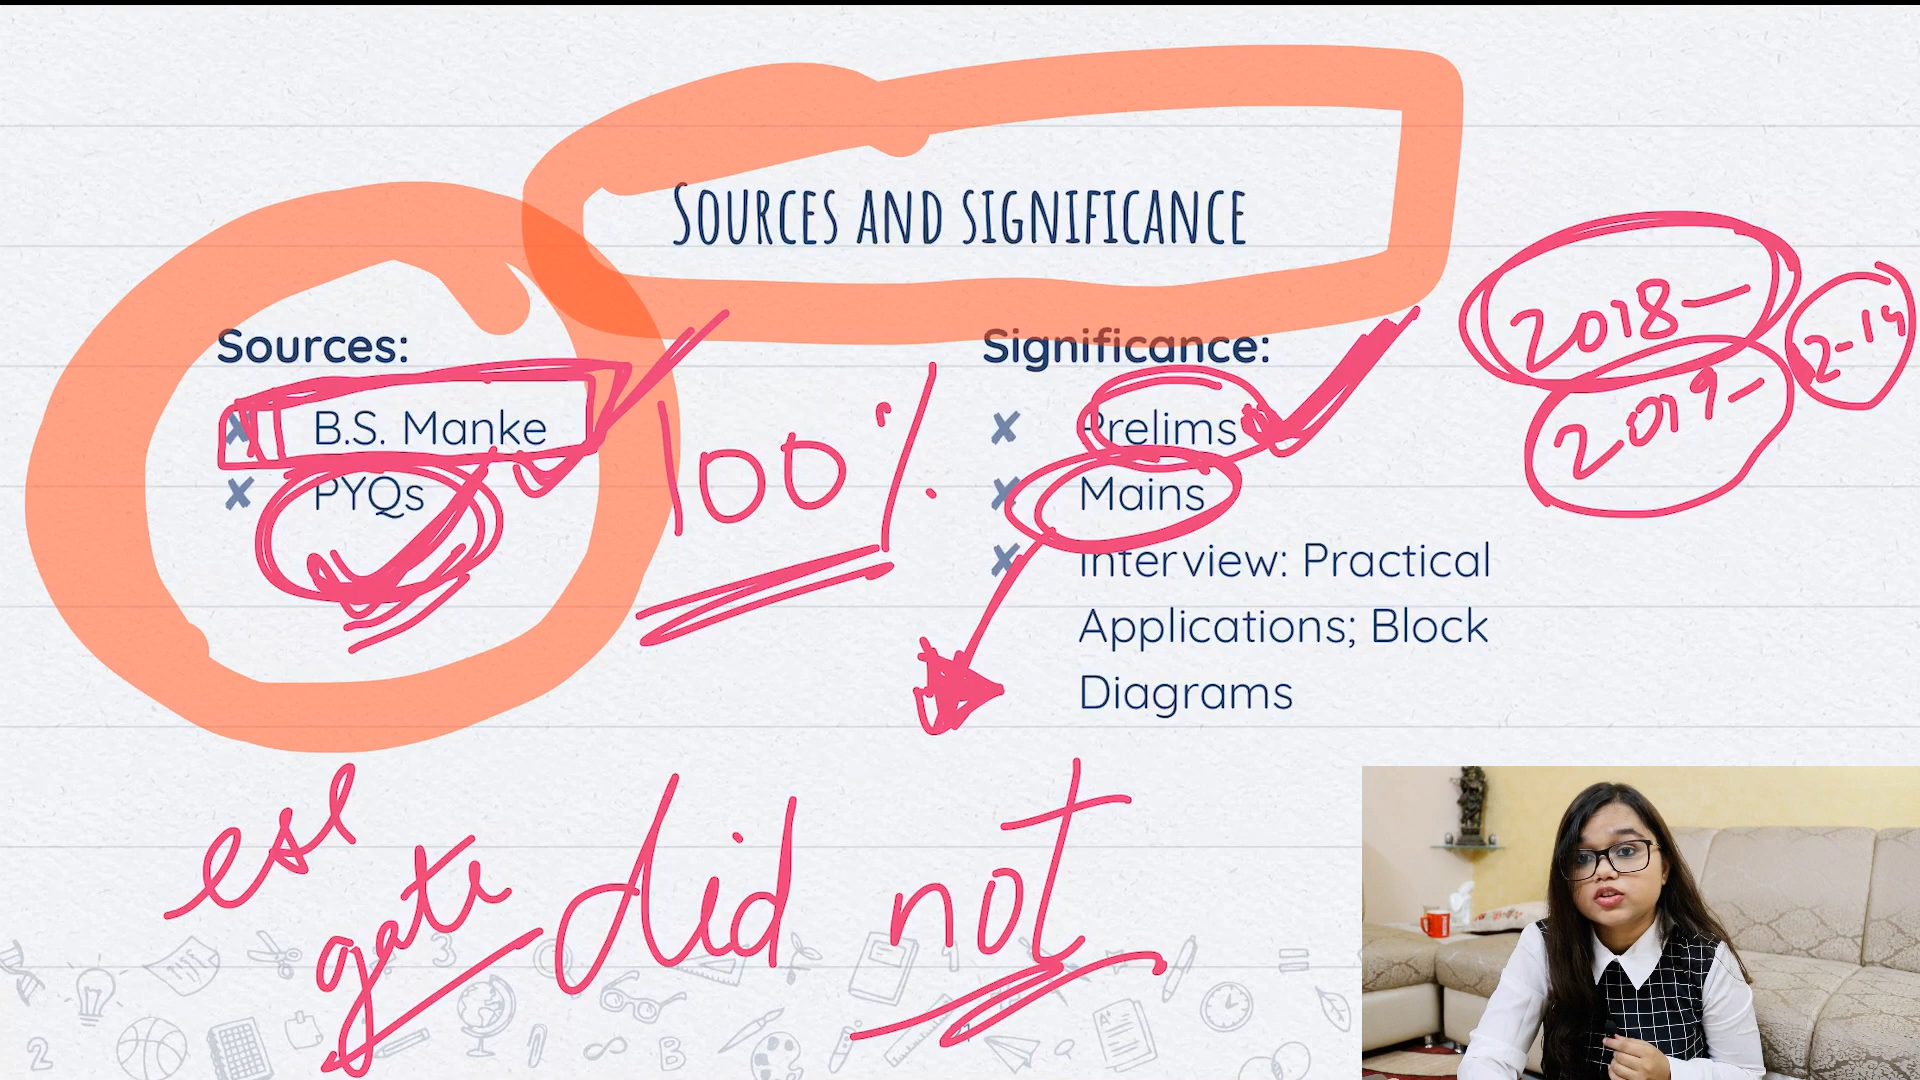 SOURCES AND SIGNIFICANCE
Sources:
B.S. Manke
PYQs
100%
Significance:
Prelims
Mains
Interview: Practical
Applications; Block
Diagrams
2018-
2019-
ese
gate did not